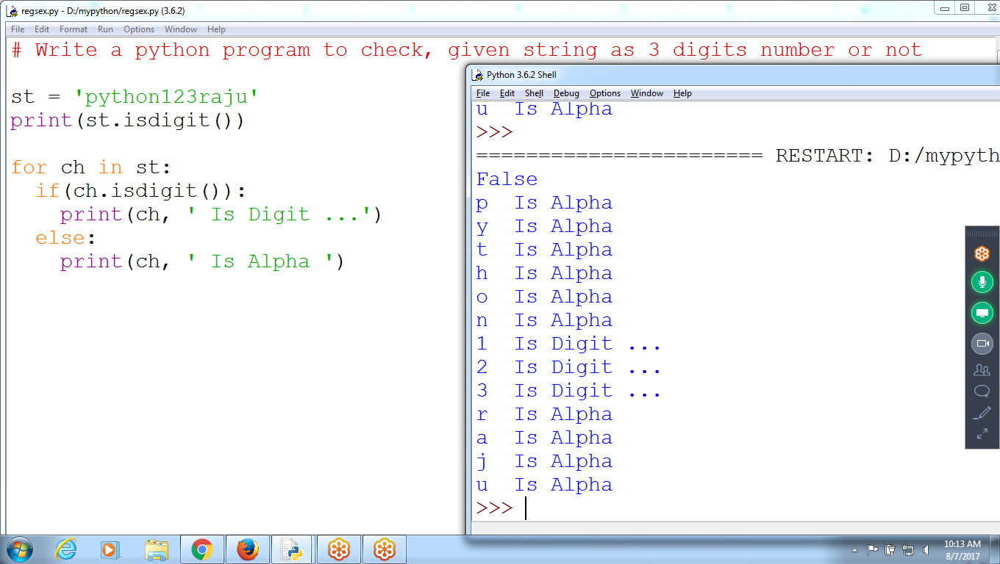 regsex.py - D:/mypython/regsex.py (3.6.2)
File Edit Format Run Options Window Help
# Write a python program to check, given string as 3 digits number or not
st = 'python123raju'
print(st.isdigit())
for ch in st:
  if(ch.isdigit()):
    print(ch, ' Is Digit ...')
  else:
    print(ch, ' Is Alpha ')
Python 3.6.2 Shell
File Edit Shell Debug Options Window Help
u  Is Alpha
>>>
======================= RESTART: D:/mypyth
False
p  Is Alpha
y  Is Alpha
t  Is Alpha
h  Is Alpha
o  Is Alpha
n  Is Alpha
1  Is Digit ...
2  Is Digit ...
3  Is Digit ...
r  Is Alpha
a  Is Alpha
j  Is Alpha
u  Is Alpha
>>>
10:13 AM
8/7/2017